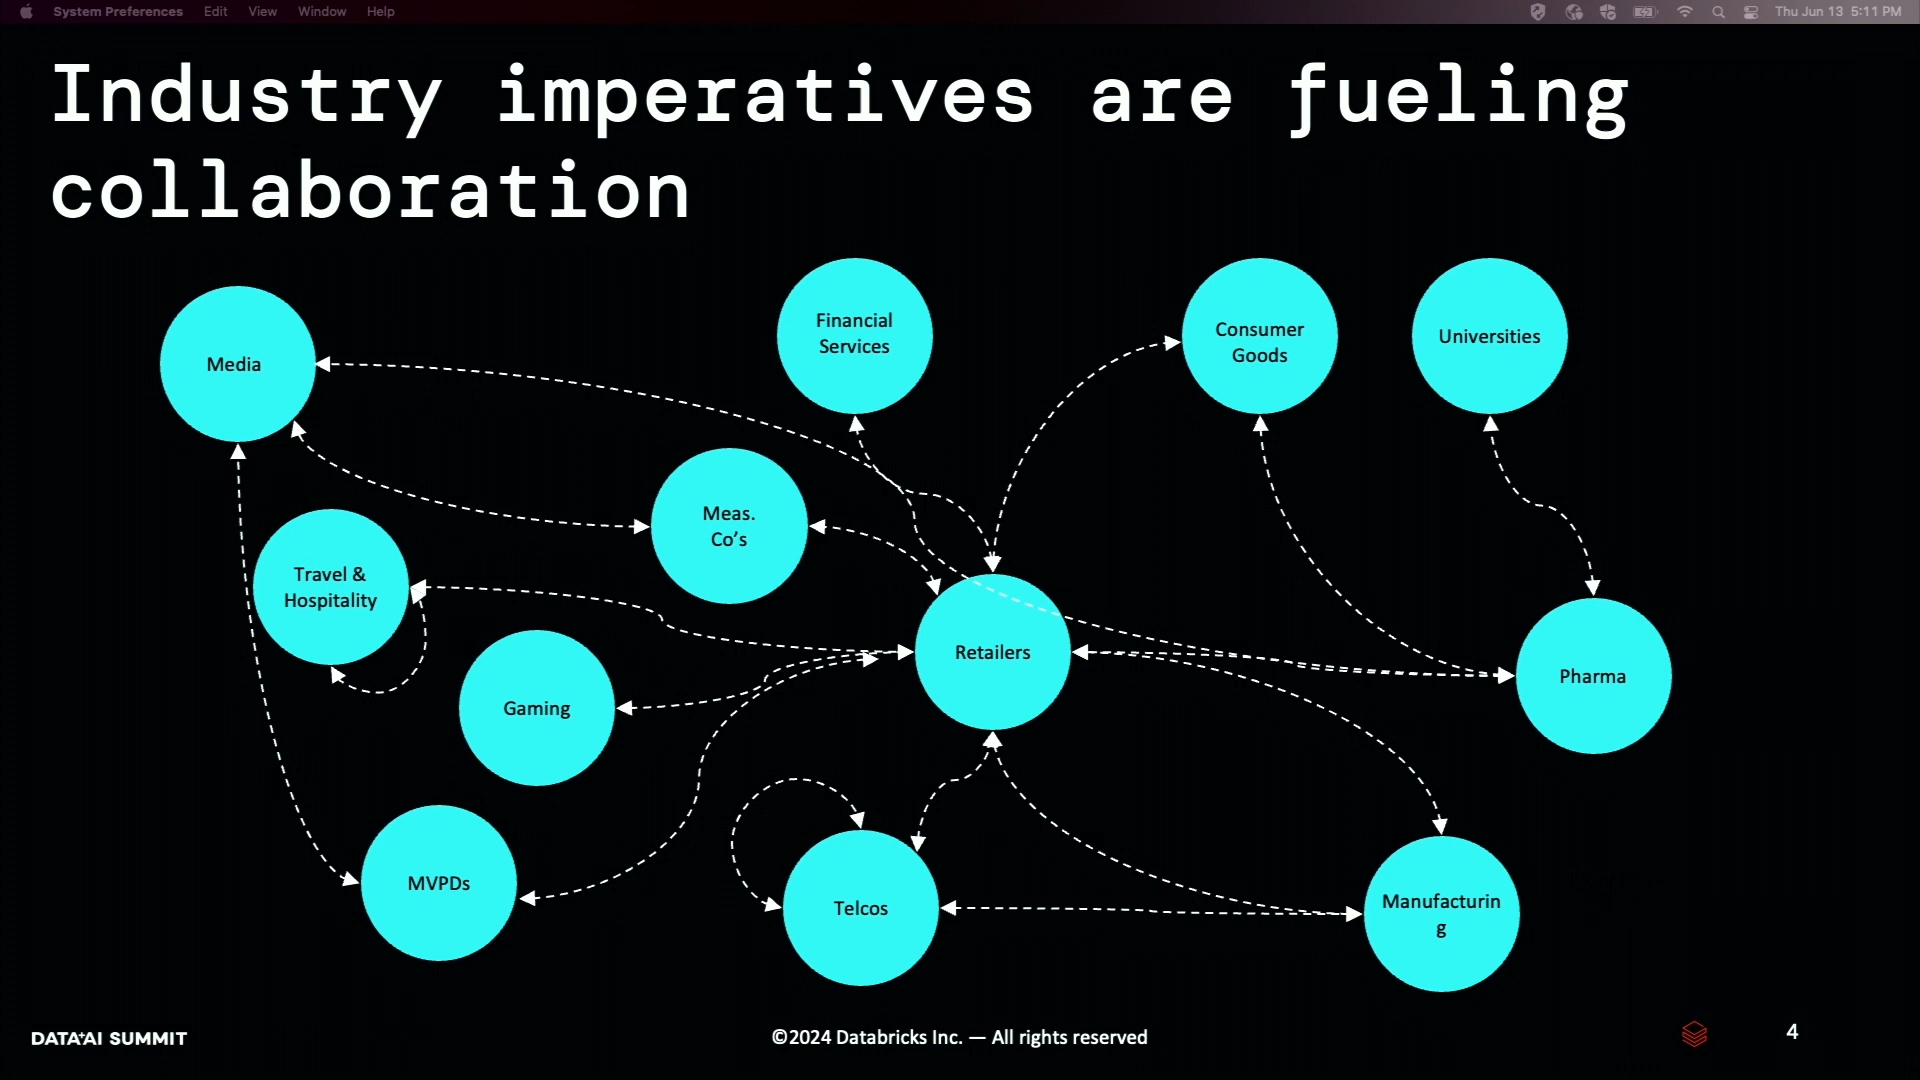 System Preferences Edit View Window Help Thu Jun 13 5:11 PM
Industry imperatives are fueling
collaboration
Media
Financial
Services
Consumer
Goods
Universities
Meas.
Co’s
Travel &
Hospitality
Gaming
Retailers
Pharma
MVPDs
Telcos
Manufacturin
g
DATA+AI SUMMIT
©2024 Databricks Inc. — All rights reserved
4